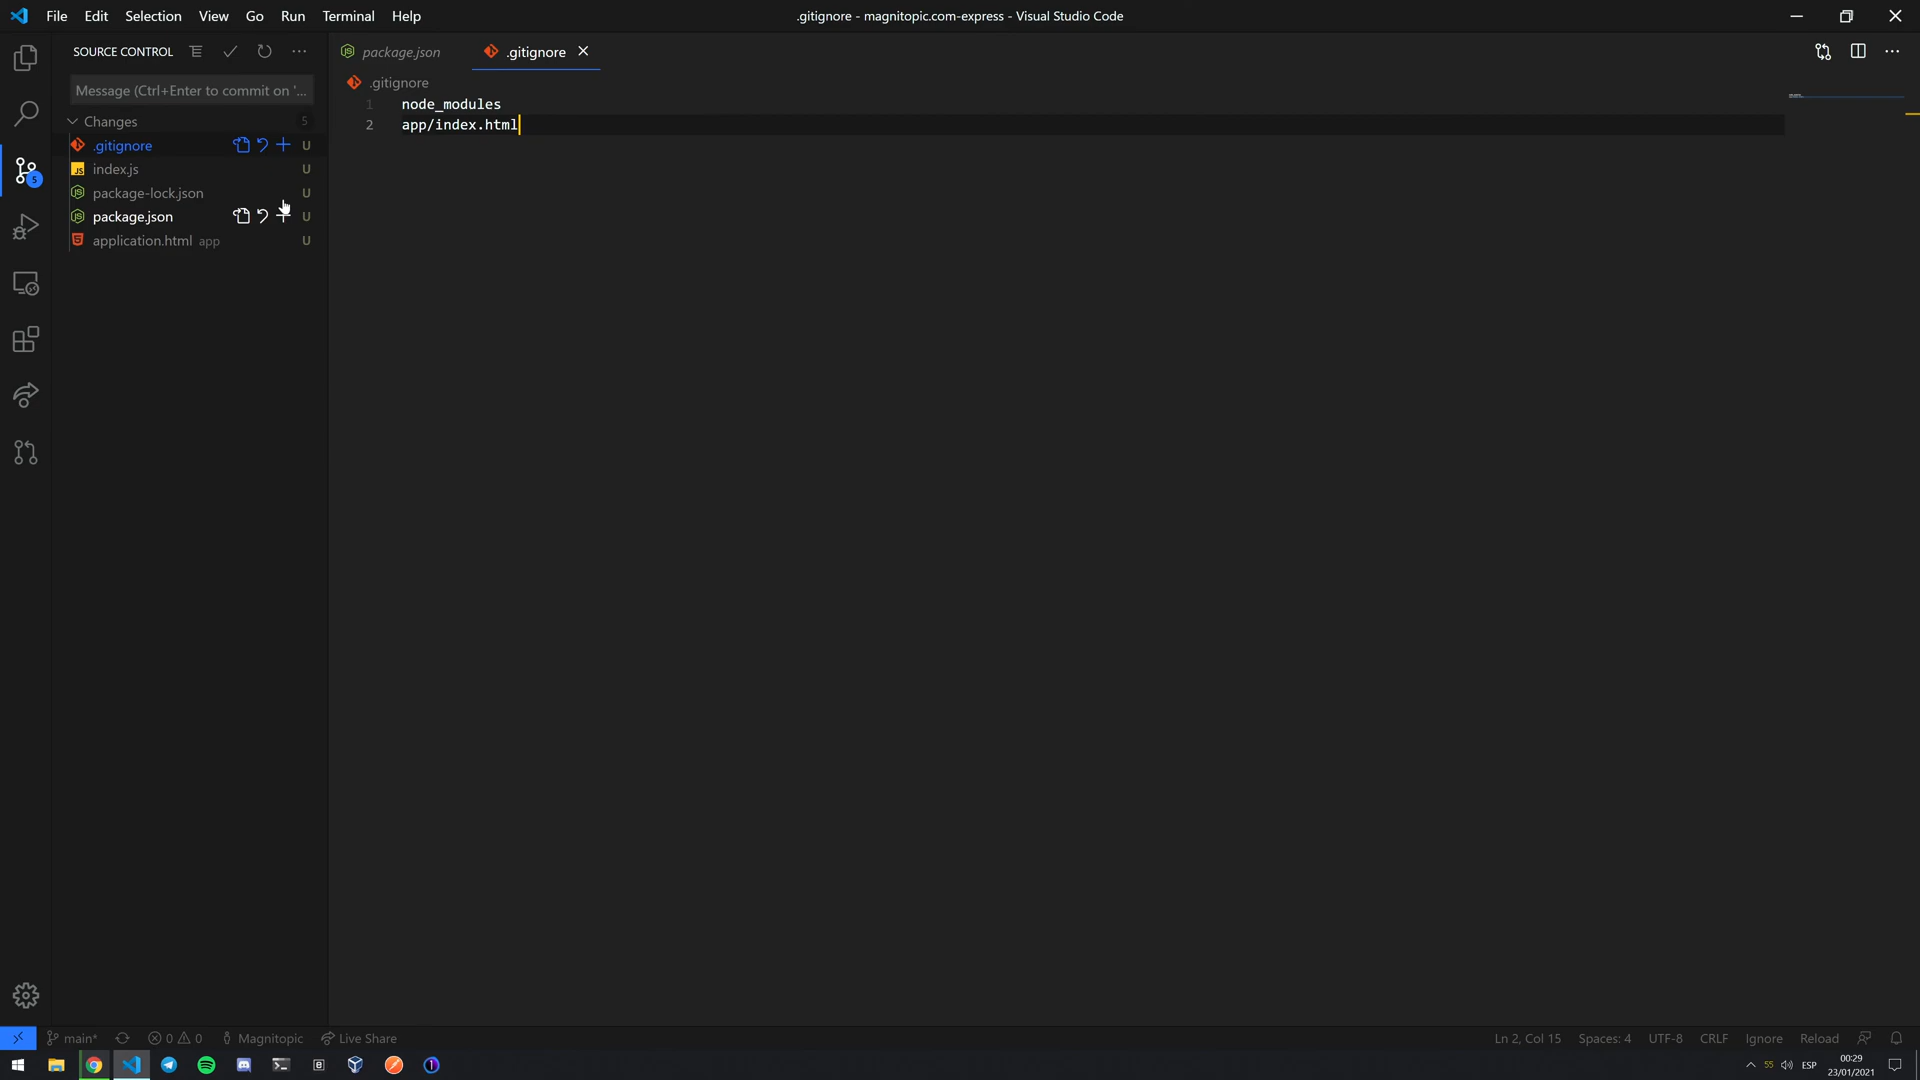 File Edit Selection View Go Run Terminal Help
.gitignore - magnitopic.com-express - Visual Studio Code
SOURCE CONTROL
package.json
.gitignore
Message (Ctrl+Enter to commit on '...
.gitignore
1 node_modules
2 app/index.html
Changes 5
.gitignore U
index.js U
package-lock.json U
package.json U
application.html app U
5
main* 0 0 Magnitopic Live Share
Ln 2, Col 15 Spaces: 4 UTF-8 CRLF Ignore Reload
55 ESP
00:29
23/01/2021